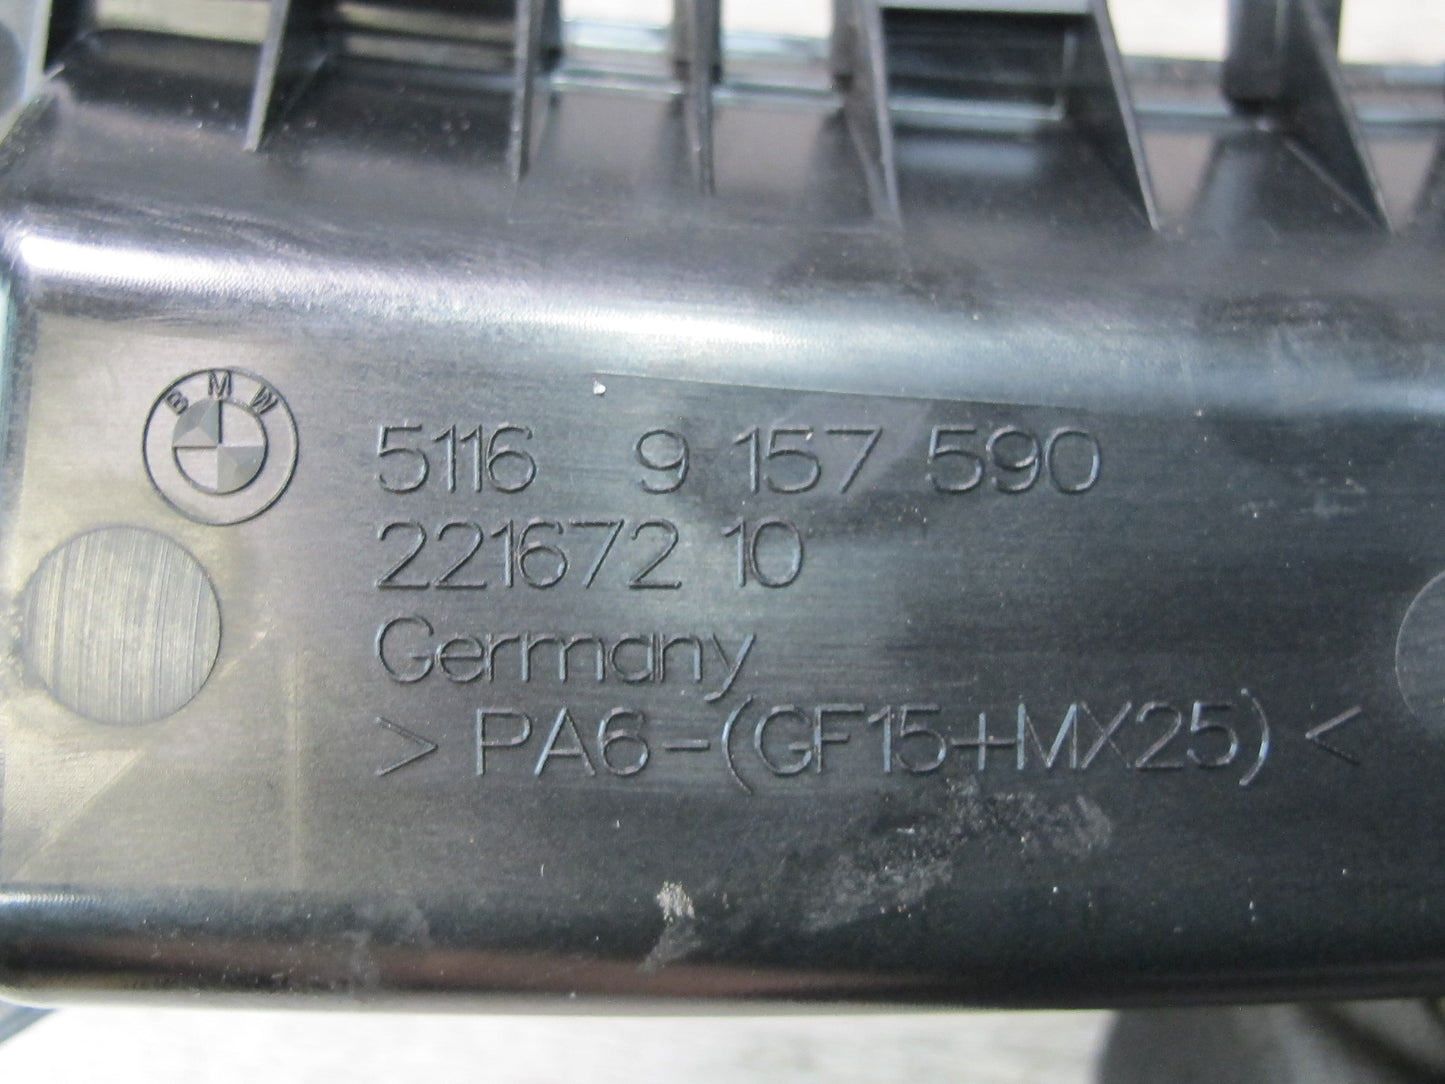 BMW
5116 9 157 590
221672 10
Germany
> PA6-(GF15+MX25) <